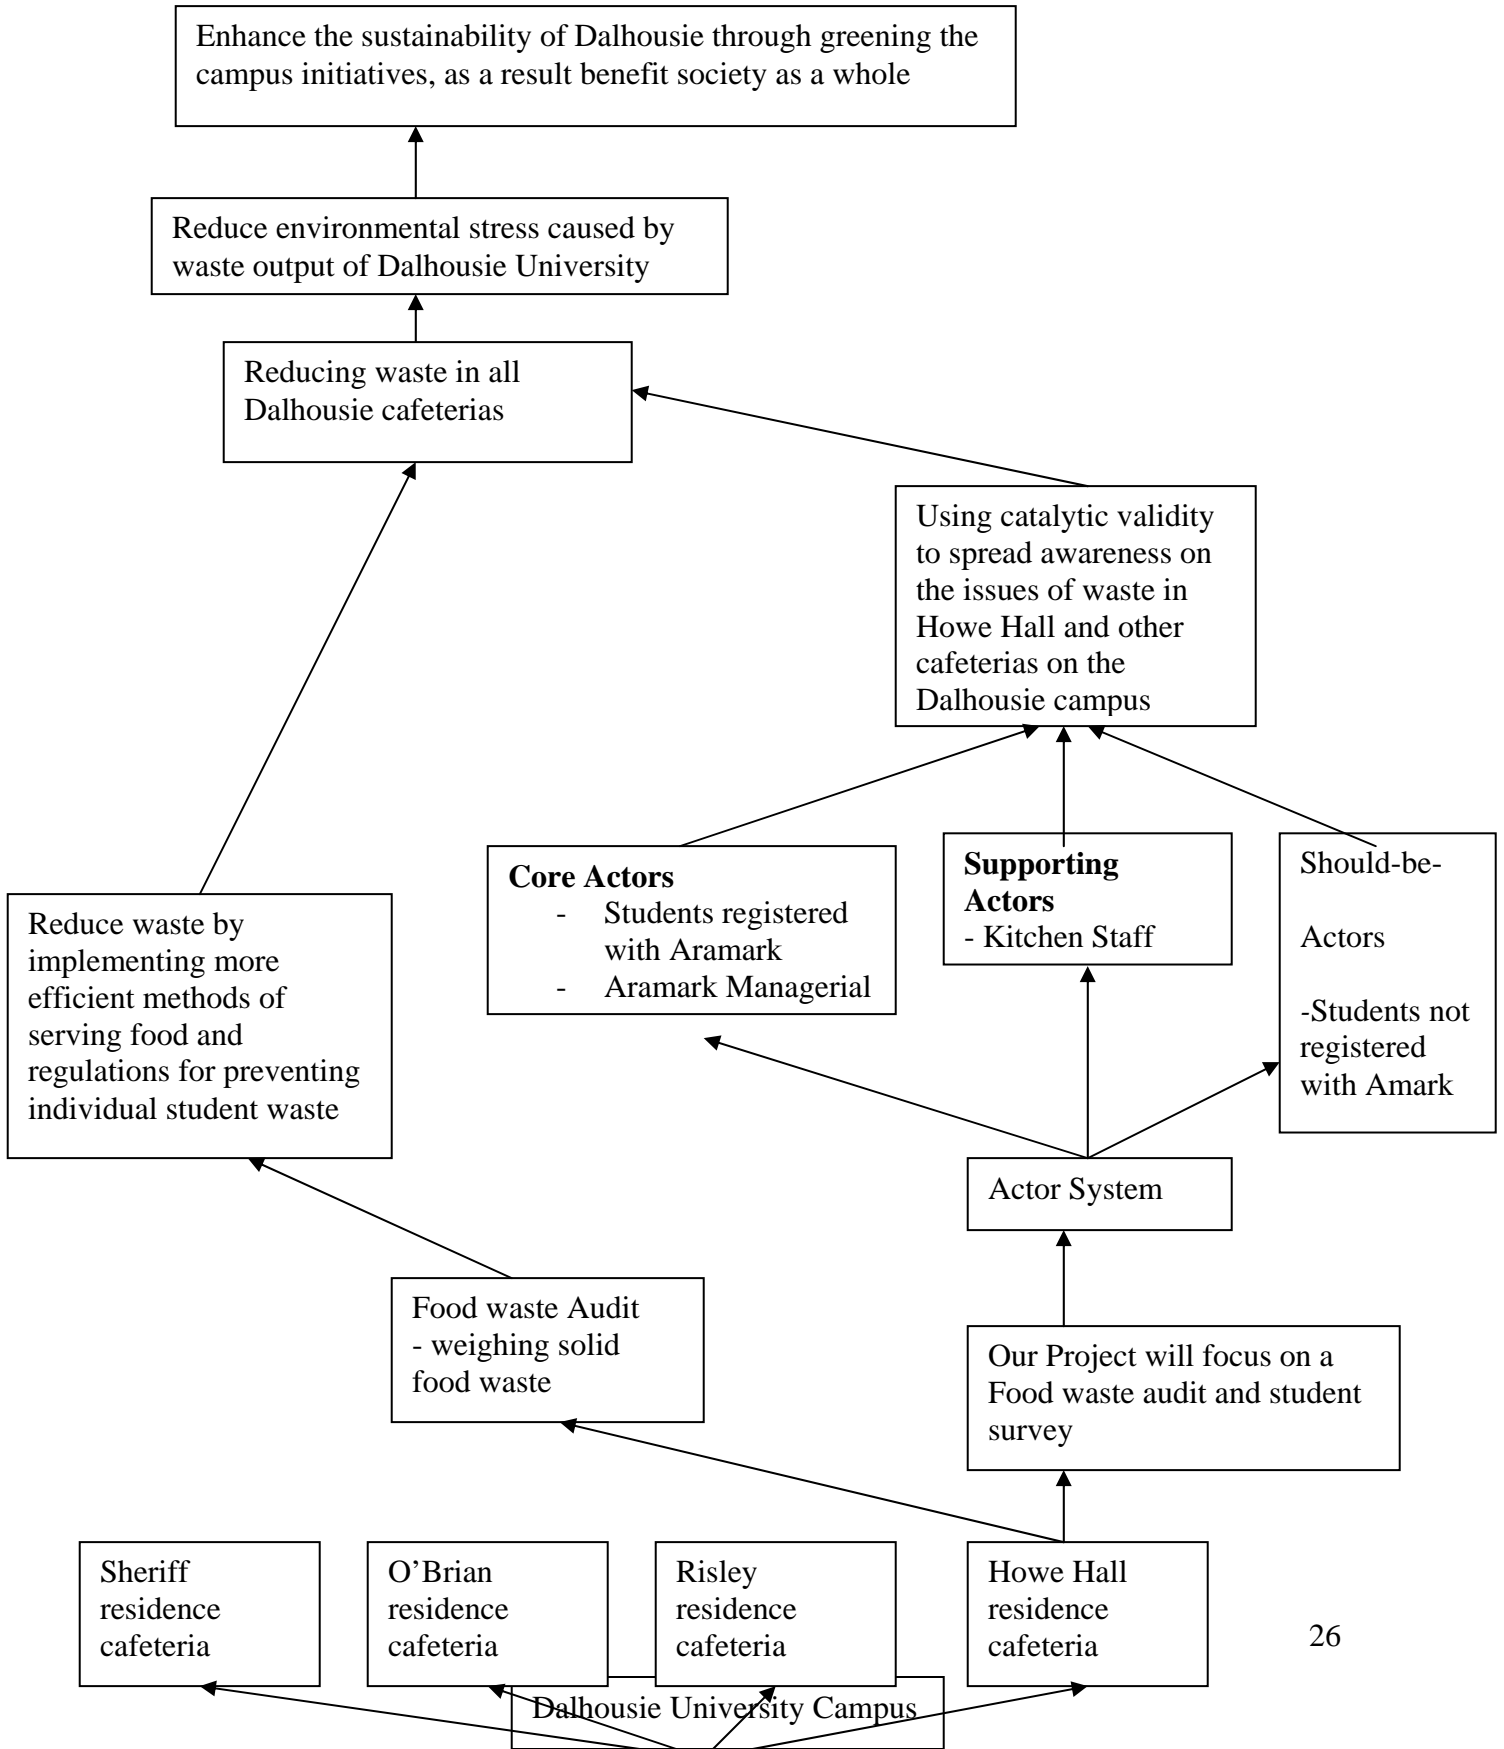 Enhance the sustainability of Dalhousie through greening the
campus initiatives, as a result benefit society as a whole
Reduce environmental stress caused by
waste output of Dalhousie University
Reducing waste in all
Dalhousie cafeterias
Using catalytic validity
to spread awareness on
the issues of waste in
Howe Hall and other
cafeterias on the
Dalhousie campus
Core Actors
- Students registered
with Aramark
- Aramark Managerial
Supporting
Actors
- Kitchen Staff
Should-be-
Actors
-Students not
registered
with Amark
Reduce waste by
implementing more
efficient methods of
serving food and
regulations for preventing
individual student waste
Actor System
Food waste Audit
- weighing solid
food waste
Our Project will focus on a
Food waste audit and student
survey
Sheriff
residence
cafeteria
O’Brian
residence
cafeteria
Risley
residence
cafeteria
Howe Hall
residence
cafeteria
26
Dalhousie University Campus